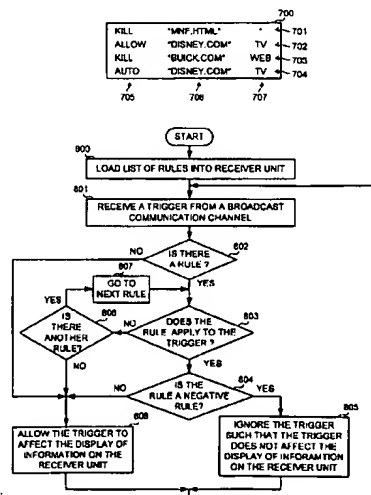 700
KILL "MNF.HTML" * 701
ALLOW "DISNEY.COM" TV 702
KILL "BUICK.COM" WEB 703
AUTO "DISNEY.COM" TV 704
705 706 707
START
800
LOAD LIST OF RULES INTO RECEIVER UNIT
801
RECEIVE A TRIGGER FROM A BROADCAST
COMMUNICATION CHANNEL
802
NO
IS THERE
A RULE ?
YES
807
GO TO
NEXT RULE
YES
806
IS
THERE
ANOTHER
RULE?
NO
803
DOES THE
RULE APPLY TO THE
TRIGGER ?
NO
YES
804
IS THE
RULE A NEGATIVE
RULE?
NO
YES
808
ALLOW THE TRIGGER TO
AFFECT THE DISPLAY OF
INFORMATION ON THE
RECEIVER UNIT
805
IGNORE THE TRIGGER
SUCH THAT THE TRIGGER
DOES NOT AFFECT THE
DISPLAY OF INFORAMTION
ON THE RECEIVER UNIT